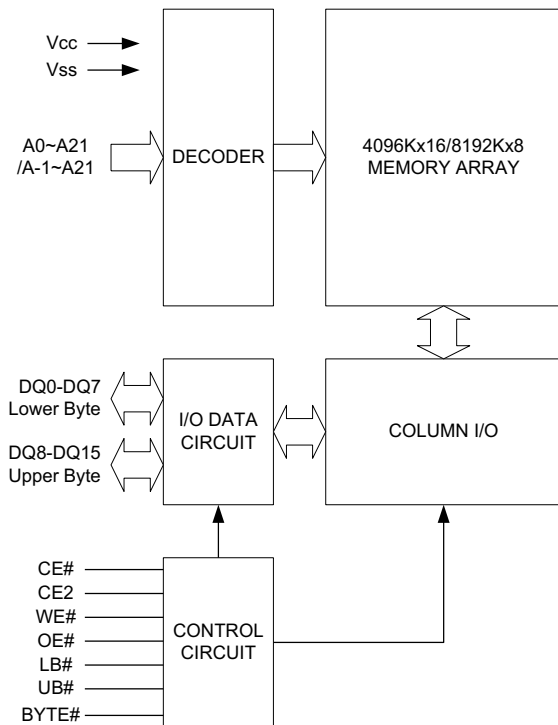 Vcc
Vss
A0~A21
/A-1~A21
DECODER
4096Kx16/8192Kx8
MEMORY ARRAY
DQ0-DQ7
Lower Byte
DQ8-DQ15
Upper Byte
I/O DATA
CIRCUIT
COLUMN I/O
CE#
CE2
WE#
OE#
LB#
UB#
BYTE#
CONTROL
CIRCUIT